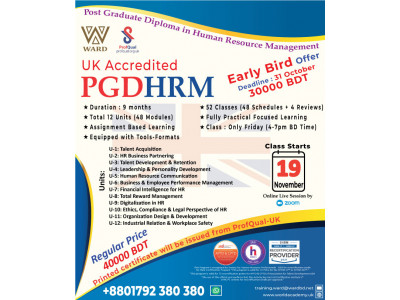 Post Graduate Diploma in Human Resource Management
WARD
ProfQual
UK Accredited
PGDHRM
Early Bird Offer
Deadline : 31 October
30000 BDT
★ Duration : 9 months
★ Total 12 Units (48 Modules)
★ Assignment Based Learning
★ Equipped with Tools-Formats
★ 52 Classes (48 Schedules + 4 Reviews)
★ Fully Practical Focused Learning
★ Class : Only Friday (4-7pm BD Time)
Units:
U-1: Talent Acquisition
U-2: HR Business Partnering
U-3: Talent Development & Retention
U-4: Leadership & Personality Development
U-5: Human Resource Communication
U-6: Business & Employee Performance Management
U-7: Financial Intelligence for HR
U-8: Total Reward Management
U-9: Digitalisation in HR
U-10: Ethics, Compliance & Legal Perspective of HR
U-11: Organization Design & Development
U-12: Industrial Relation & Workplace Safety
Class Starts
19
November
Online Live Session by
zoom
Regular Price
40000 BDT
Printed certificate will be issued from ProfQual-UK
RECERTIFICATION
PROVIDER
+8801792 380 380
training.ward@wardbd.net
www.wardacademy.uk